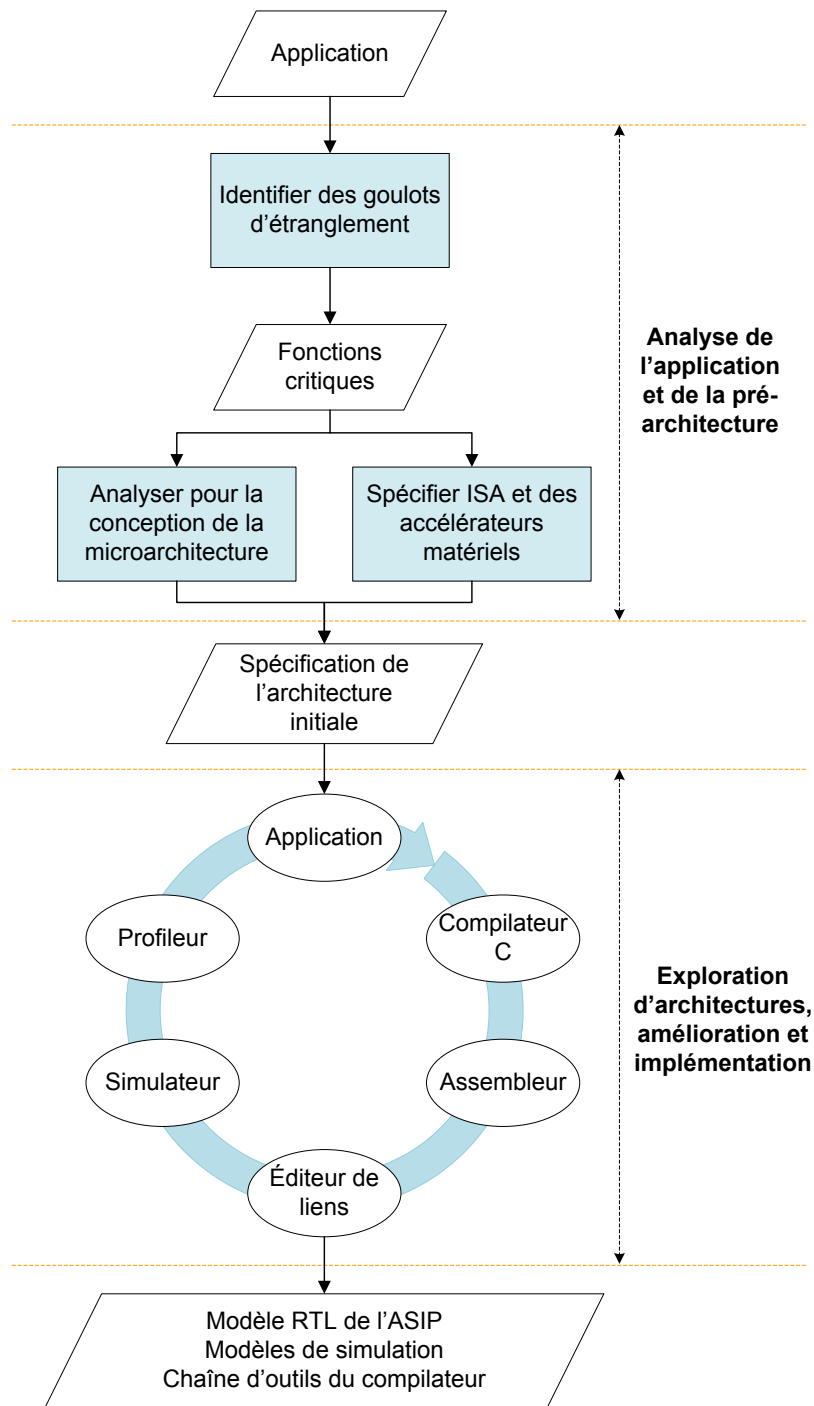 Application
Identifier des goulots
d'étranglement
Fonctions
critiques
Analyse de
l'application
et de la pré-
architecture
Analyser pour la
conception de la
microarchitecture
Spécifier ISA et des
accélérateurs
matériels
Spécification de
l'architecture
initiale
Application
Profileur
Compilateur
C
Simulateur
Assembleur
Éditeur de
liens
Exploration
d'architectures,
amélioration et
implémentation
Modèle RTL de l'ASIP
Modèles de simulation
Chaîne d'outils du compilateur